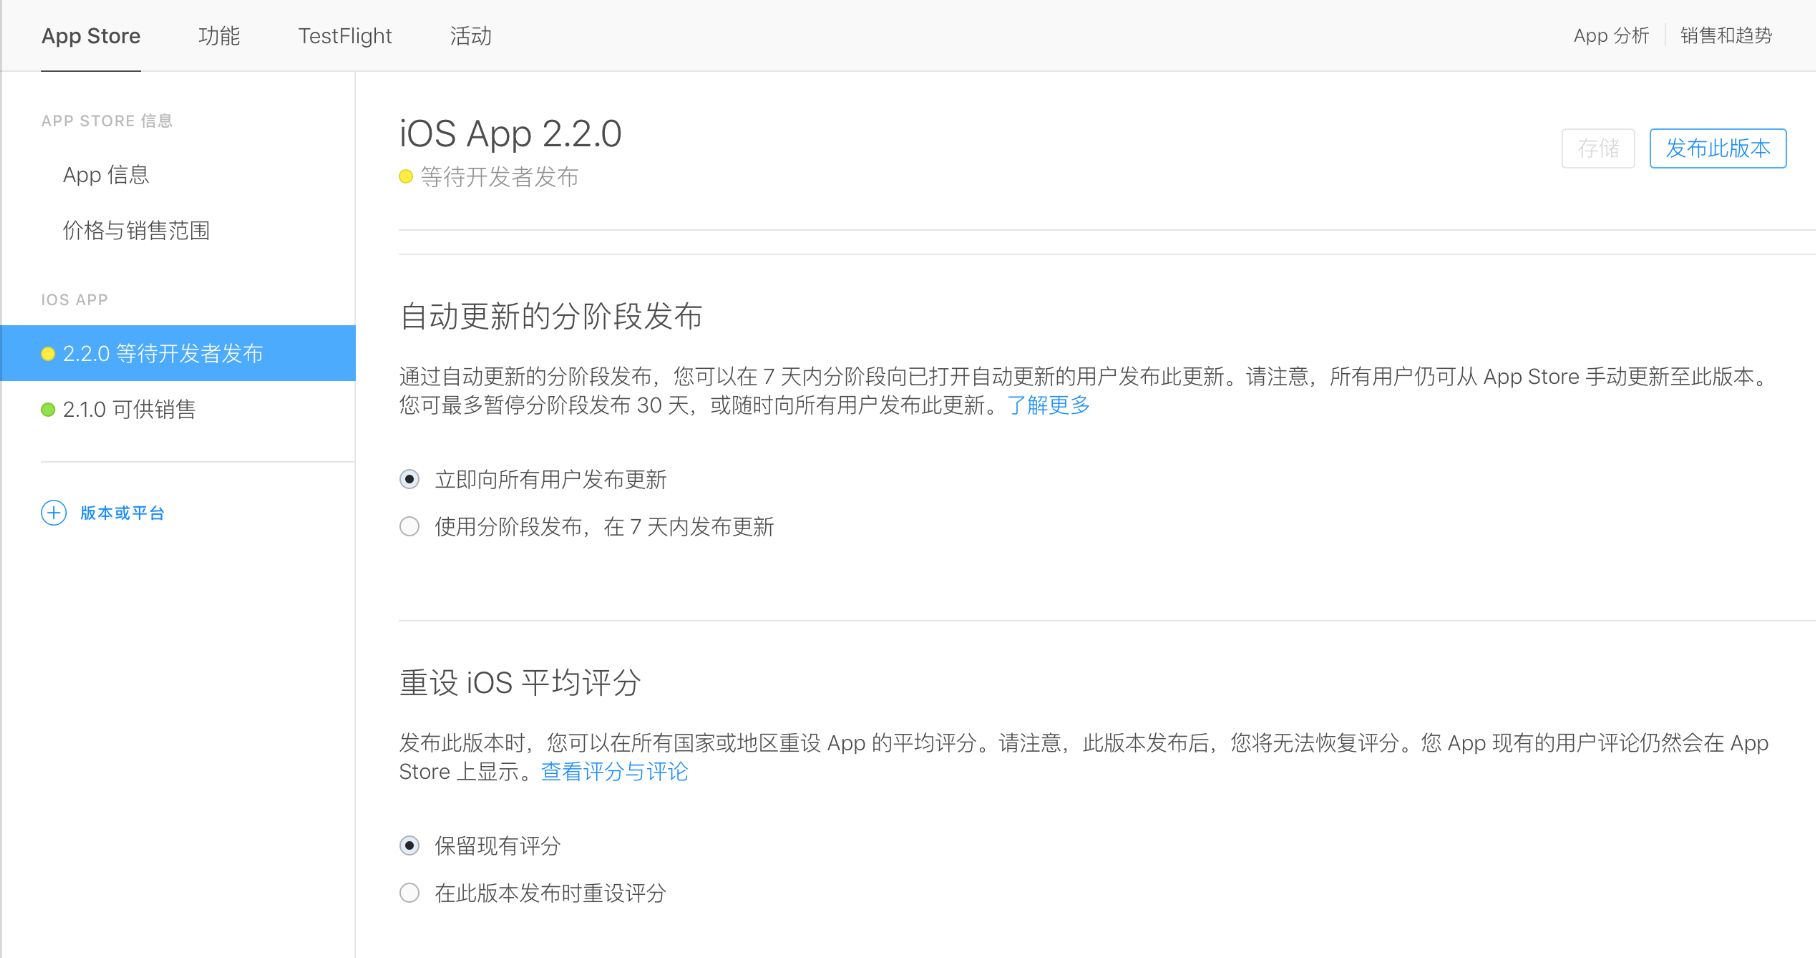 App Store 功能 TestFlight 活动 App 分析 销售和趋势
APP STORE 信息
App 信息
价格与销售范围
IOS APP
2.2.0 等待开发者发布
2.1.0 可供销售
版本或平台
iOS App 2.2.0
等待开发者发布
存储 发布此版本
自动更新的分阶段发布
通过自动更新的分阶段发布，您可以在 7 天内分阶段向已打开自动更新的用户发布此更新。请注意，所有用户仍可从 App Store 手动更新至此版本。
您可最多暂停分阶段发布 30 天，或随时向所有用户发布此更新。了解更多
立即向所有用户发布更新
使用分阶段发布，在 7 天内发布更新
重设 iOS 平均评分
发布此版本时，您可以在所有国家或地区重设 App 的平均评分。请注意，此版本发布后，您将无法恢复评分。您 App 现有的用户评论仍然会在 App
Store 上显示。查看评分与评论
保留现有评分
在此版本发布时重设评分